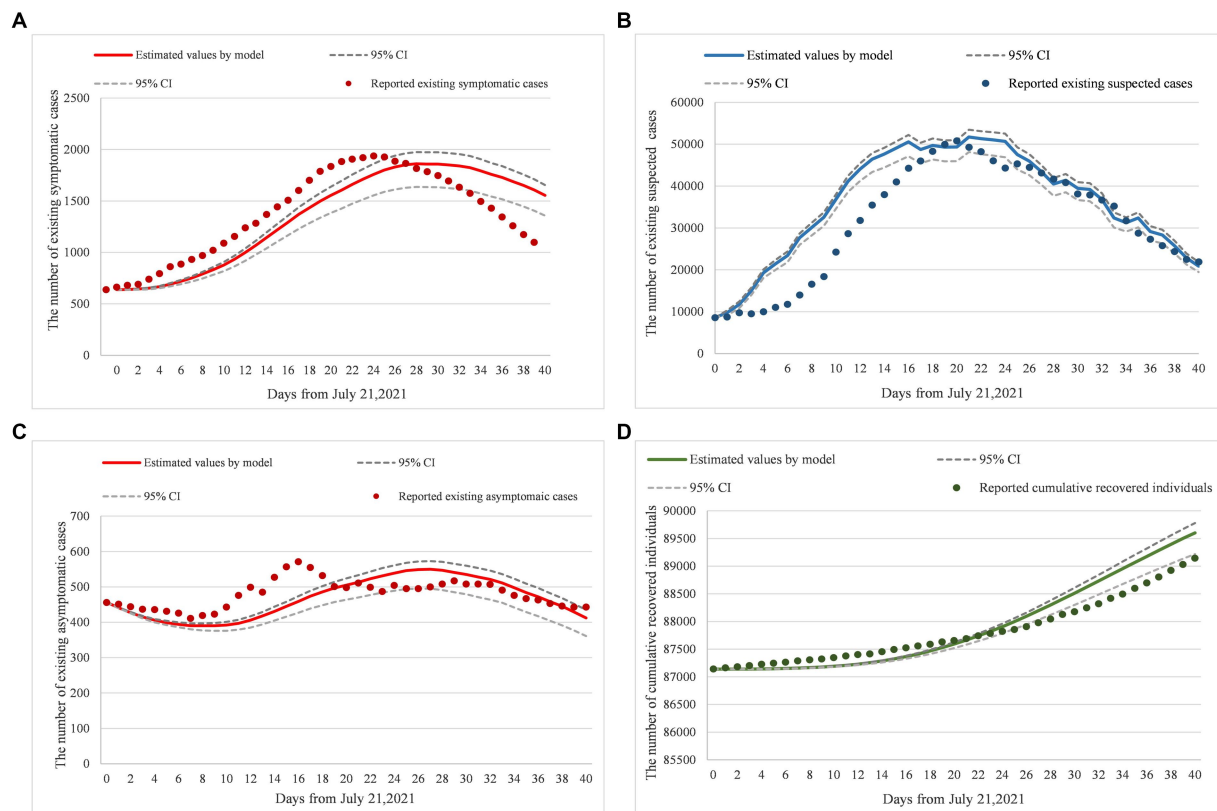 A
Estimated values by model
95% CI
95% CI
Reported existing symptomatic cases
The number of existing symptomatic cases
2500
2000
1500
1000
500
0
0 2 4 6 8 10 12 14 16 18 20 22 24 26 28 30 32 34 36 38 40
Days from July 21,2021
B
Estimated values by model
95% CI
95% CI
Reported existing suspected cases
The number of existing suspected cases
60000
50000
40000
30000
20000
10000
0
0 2 4 6 8 10 12 14 16 18 20 22 24 26 28 30 32 34 36 38 40
Days from July 21,2021
C
Estimated values by model
95% CI
95% CI
Reported existing asymptomaic cases
The number of existing asymptomatic cases
700
600
500
400
300
200
100
0
0 2 4 6 8 10 12 14 16 18 20 22 24 26 28 30 32 34 36 38 40
Days from July 21,2021
D
Estimated values by model
95% CI
95% CI
Reported cumulative recovered individuals
The number of cumulative recovered individuals
90000
89500
89000
88500
88000
87500
87000
86500
86000
85500
0 2 4 6 8 10 12 14 16 18 20 22 24 26 28 30 32 34 36 38 40
Days from July 21,2021